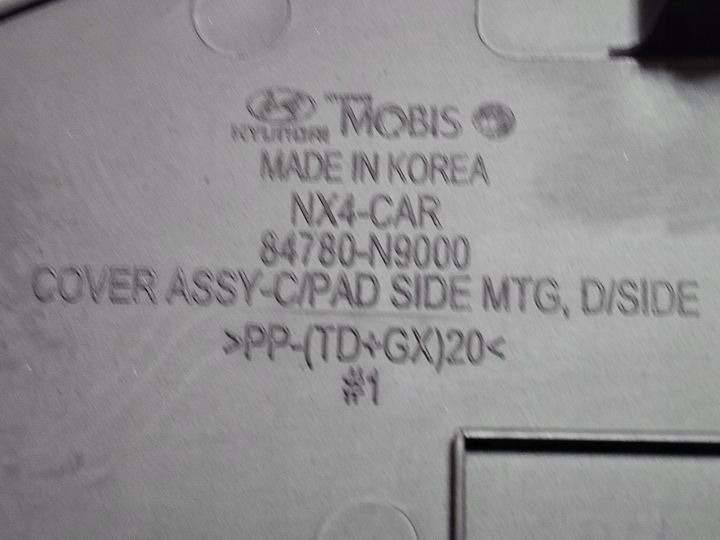 HYUNDAI MOBIS
MADE IN KOREA
NX4-CAR
84780-N9000
COVER ASSY-C/PAD SIDE MTG, D/SIDE
>PP-(TD+GX)20<
#1